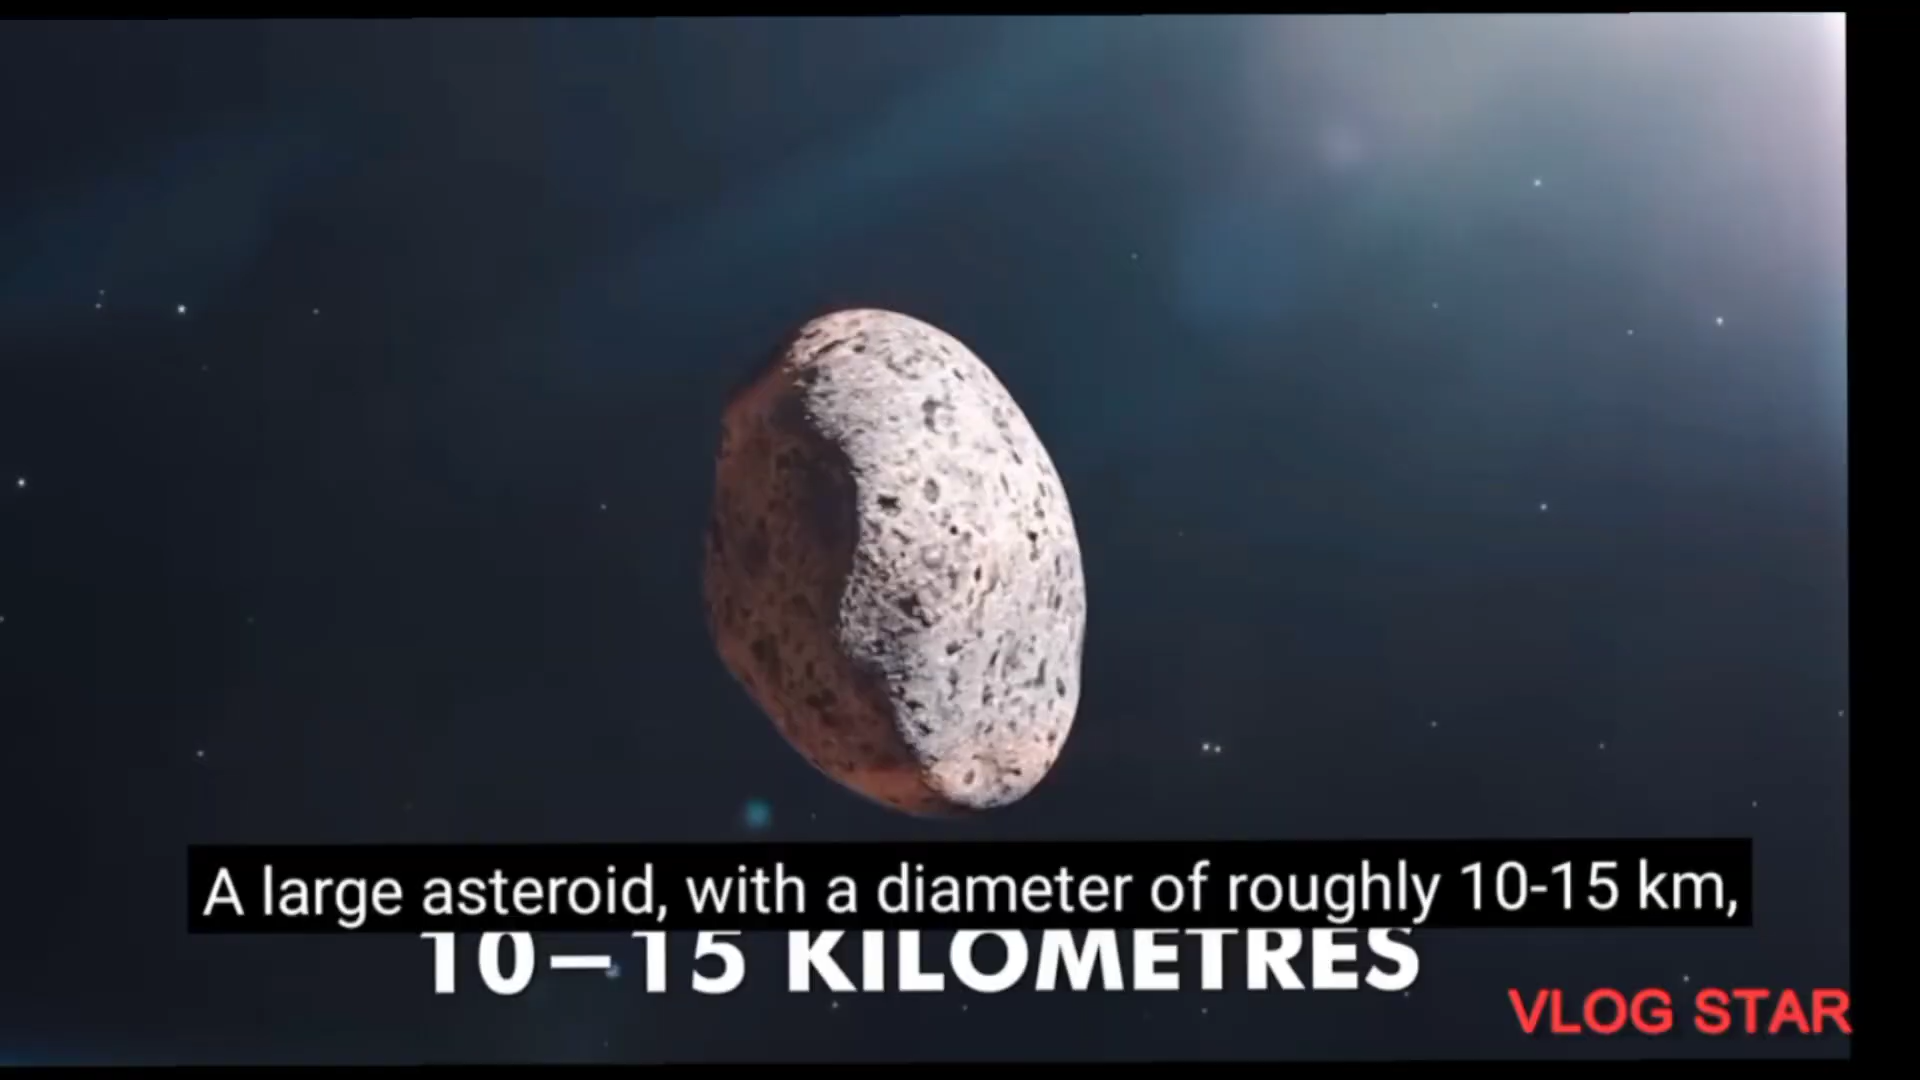 A large asteroid, with a diameter of roughly 10-15 km,
10–15 KILOMETRES
VLOG STAR